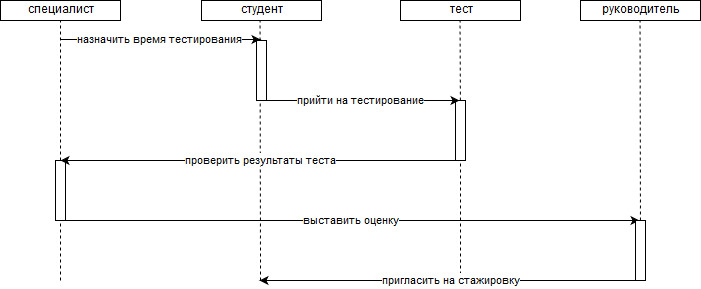 специалист
студент
тест
руководитель
назначить время тестирования
прийти на тестирование
проверить результаты теста
выставить оценку
пригласить на стажировку